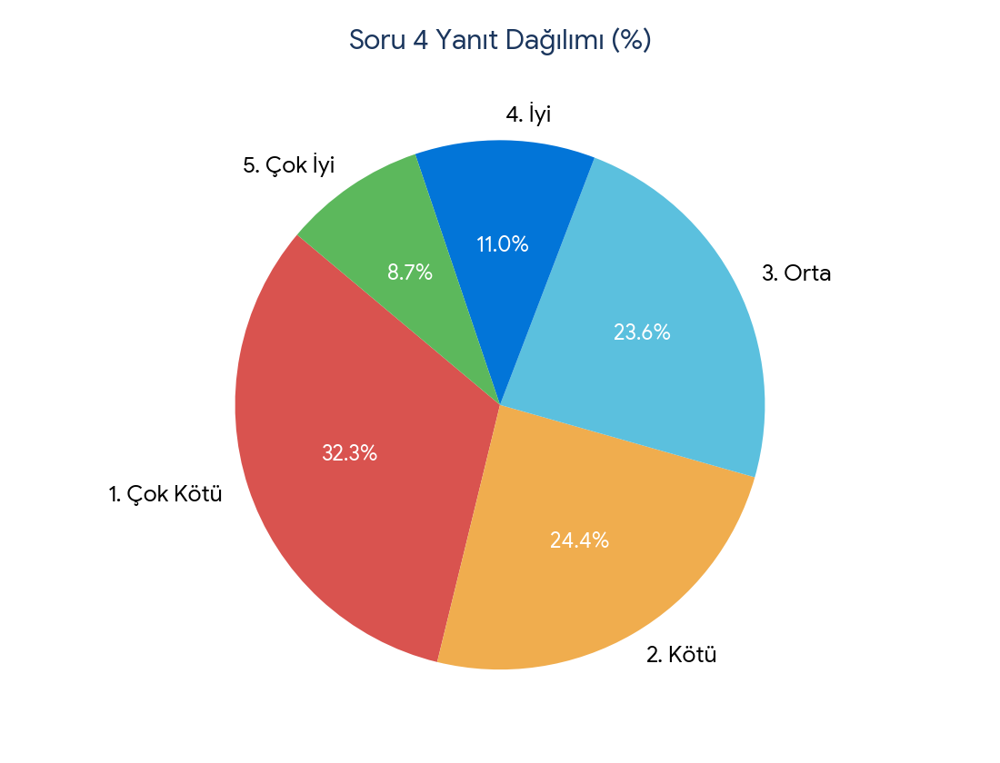 Soru 4 Yanıt Dağılımı (%)
4. İyi
5. Çok İyi
11.0%
8.7%
3. Orta
23.6%
32.3%
1. Çok Kötü
24.4%
2. Kötü